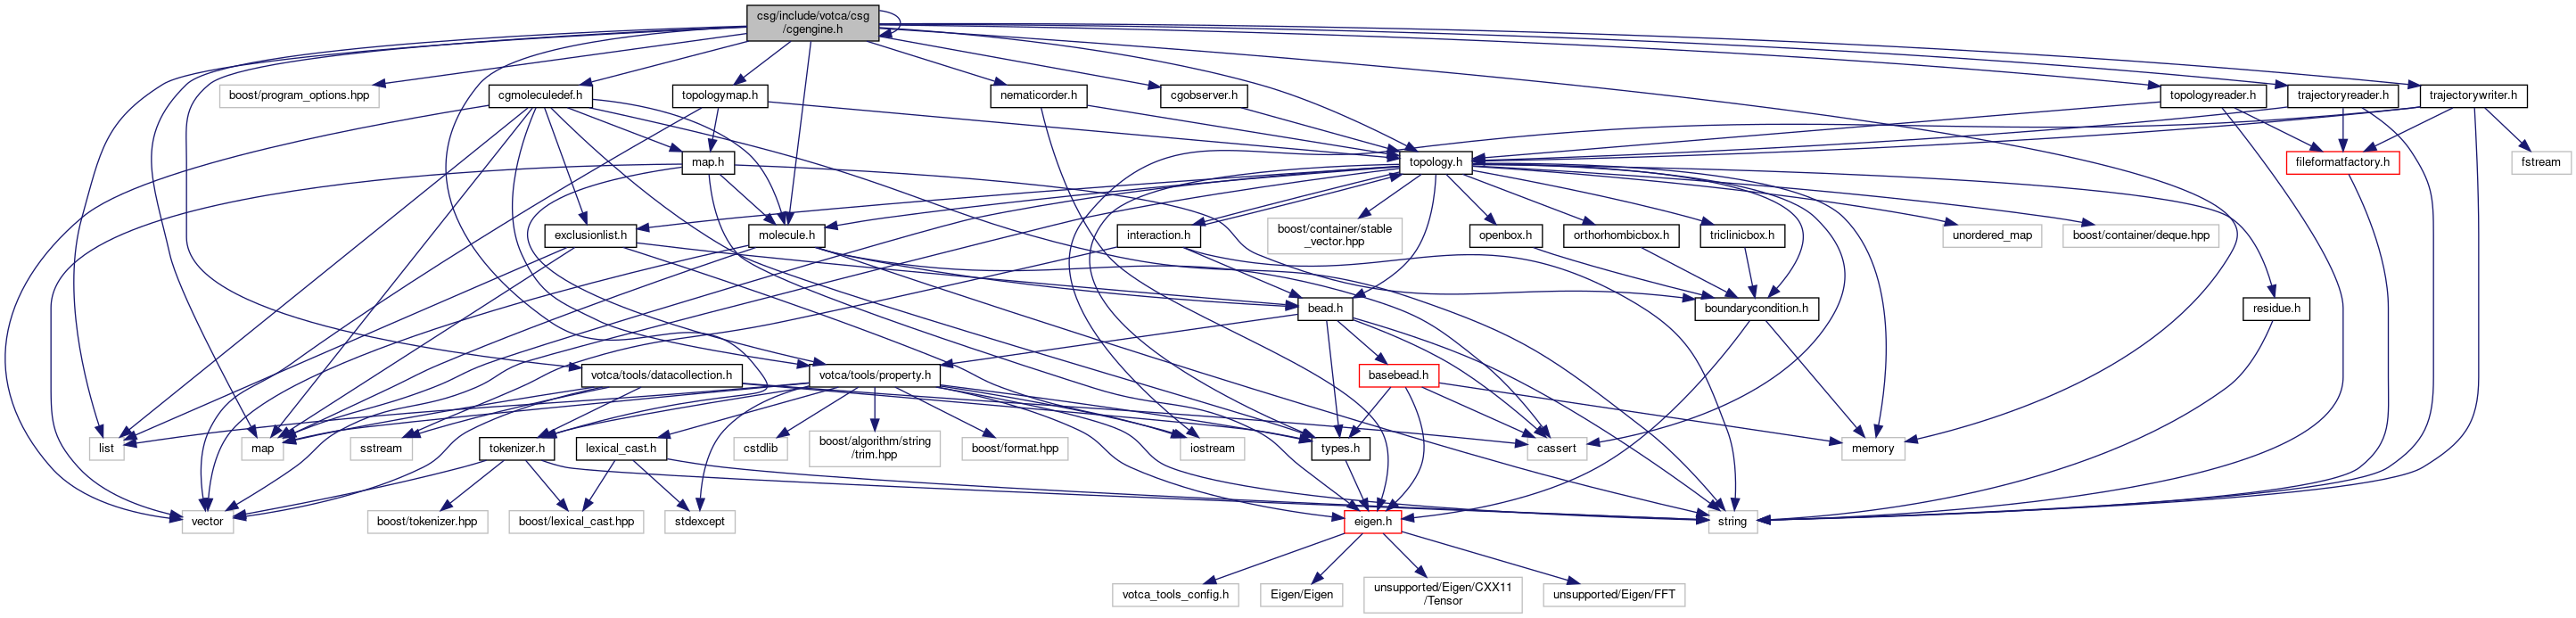 csg/include/votca/csg
/cgengine.h
boost/program_options.hpp
cgmoleculedef.h
topologymap.h
nematicorder.h
cgobserver.h
topologyreader.h
trajectoryreader.h
trajectorywriter.h
map.h
topology.h
fileformatfactory.h
fstream
exclusionlist.h
molecule.h
interaction.h
boost/container/stable
_vector.hpp
openbox.h
orthorhombicbox.h
triclinicbox.h
unordered_map
boost/container/deque.hpp
bead.h
boundarycondition.h
residue.h
votca/tools/datacollection.h
votca/tools/property.h
basebead.h
list
map
sstream
tokenizer.h
lexical_cast.h
cstdlib
boost/algorithm/string
/trim.hpp
boost/format.hpp
iostream
types.h
cassert
memory
vector
boost/tokenizer.hpp
boost/lexical_cast.hpp
stdexcept
eigen.h
string
votca_tools_config.h
Eigen/Eigen
unsupported/Eigen/CXX11
/Tensor
unsupported/Eigen/FFT